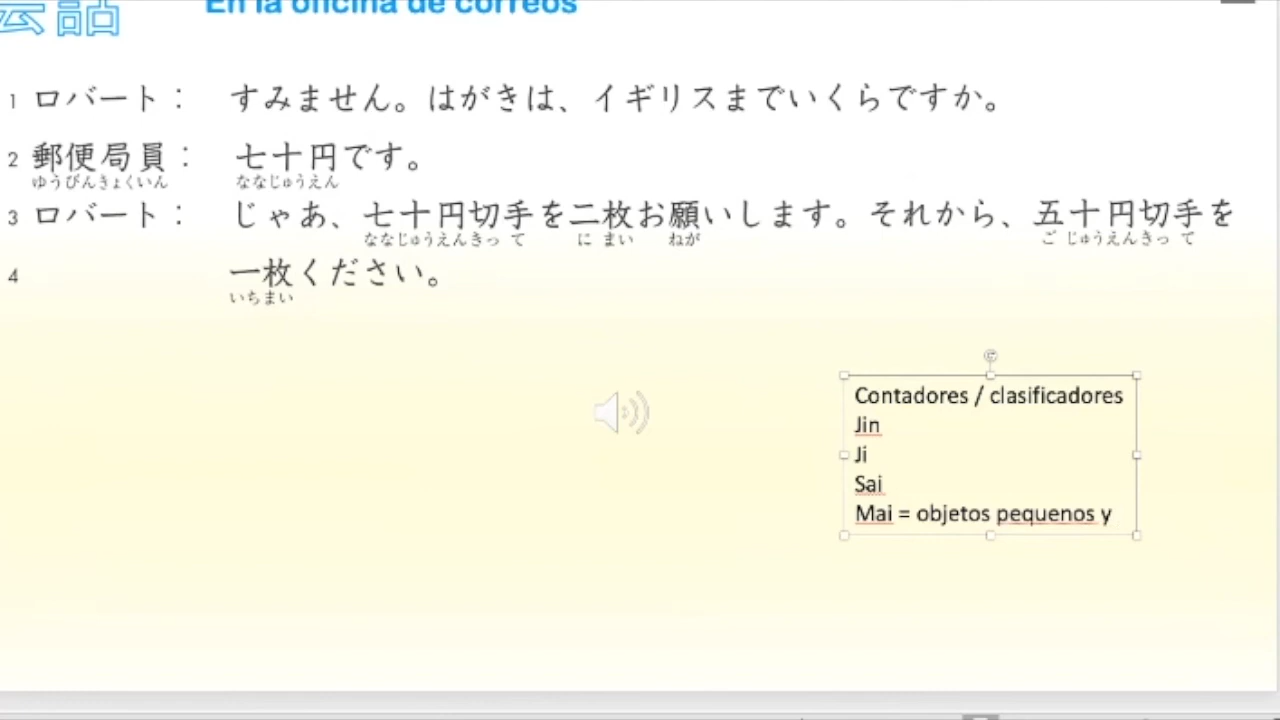 会話 En la oficina de correos
1 ロバート： すみません。はがきは、イギリスまでいくらですか。
2 郵便局員： 七十円です。
ゆうびんきょくいん ななじゅうえん
3 ロバート： じゃあ、七十円切手を二枚お願いします。それから、五十円切手を
ななじゅうえんきって に まい ねが ご じゅうえんきって
4 一枚ください。
いちまい
Contadores / clasificadores
Jin
Ji
Sai
Mai = objetos pequenos y